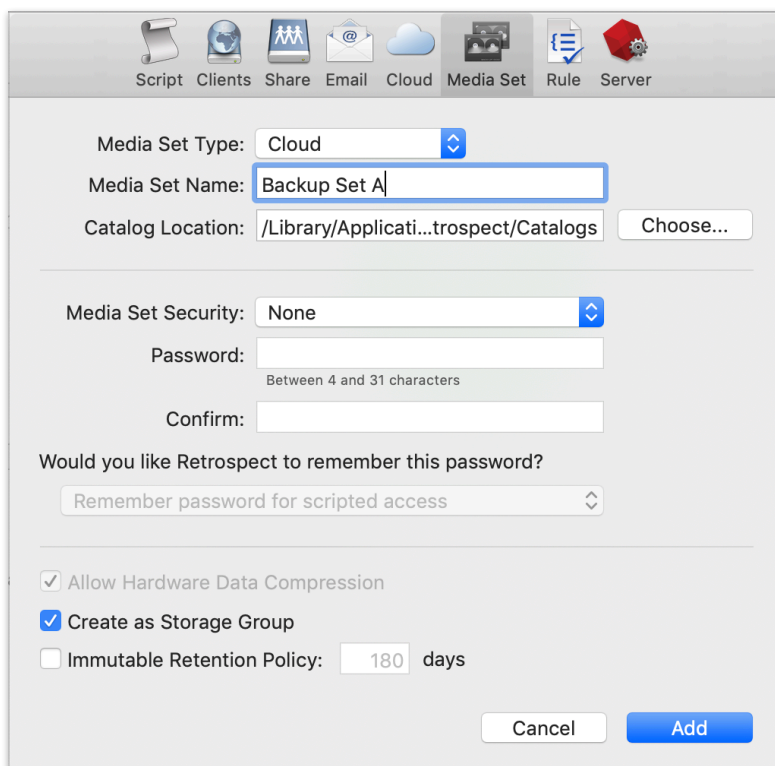 Script Clients Share Email Cloud Media Set Rule Server
Media Set Type: Cloud
Media Set Name: Backup Set A
Catalog Location: /Library/Applicati...trospect/Catalogs Choose...
Media Set Security: None
Password:
Between 4 and 31 characters
Confirm:
Would you like Retrospect to remember this password?
Remember password for scripted access
Allow Hardware Data Compression
Create as Storage Group
Immutable Retention Policy: 180 days
Cancel Add